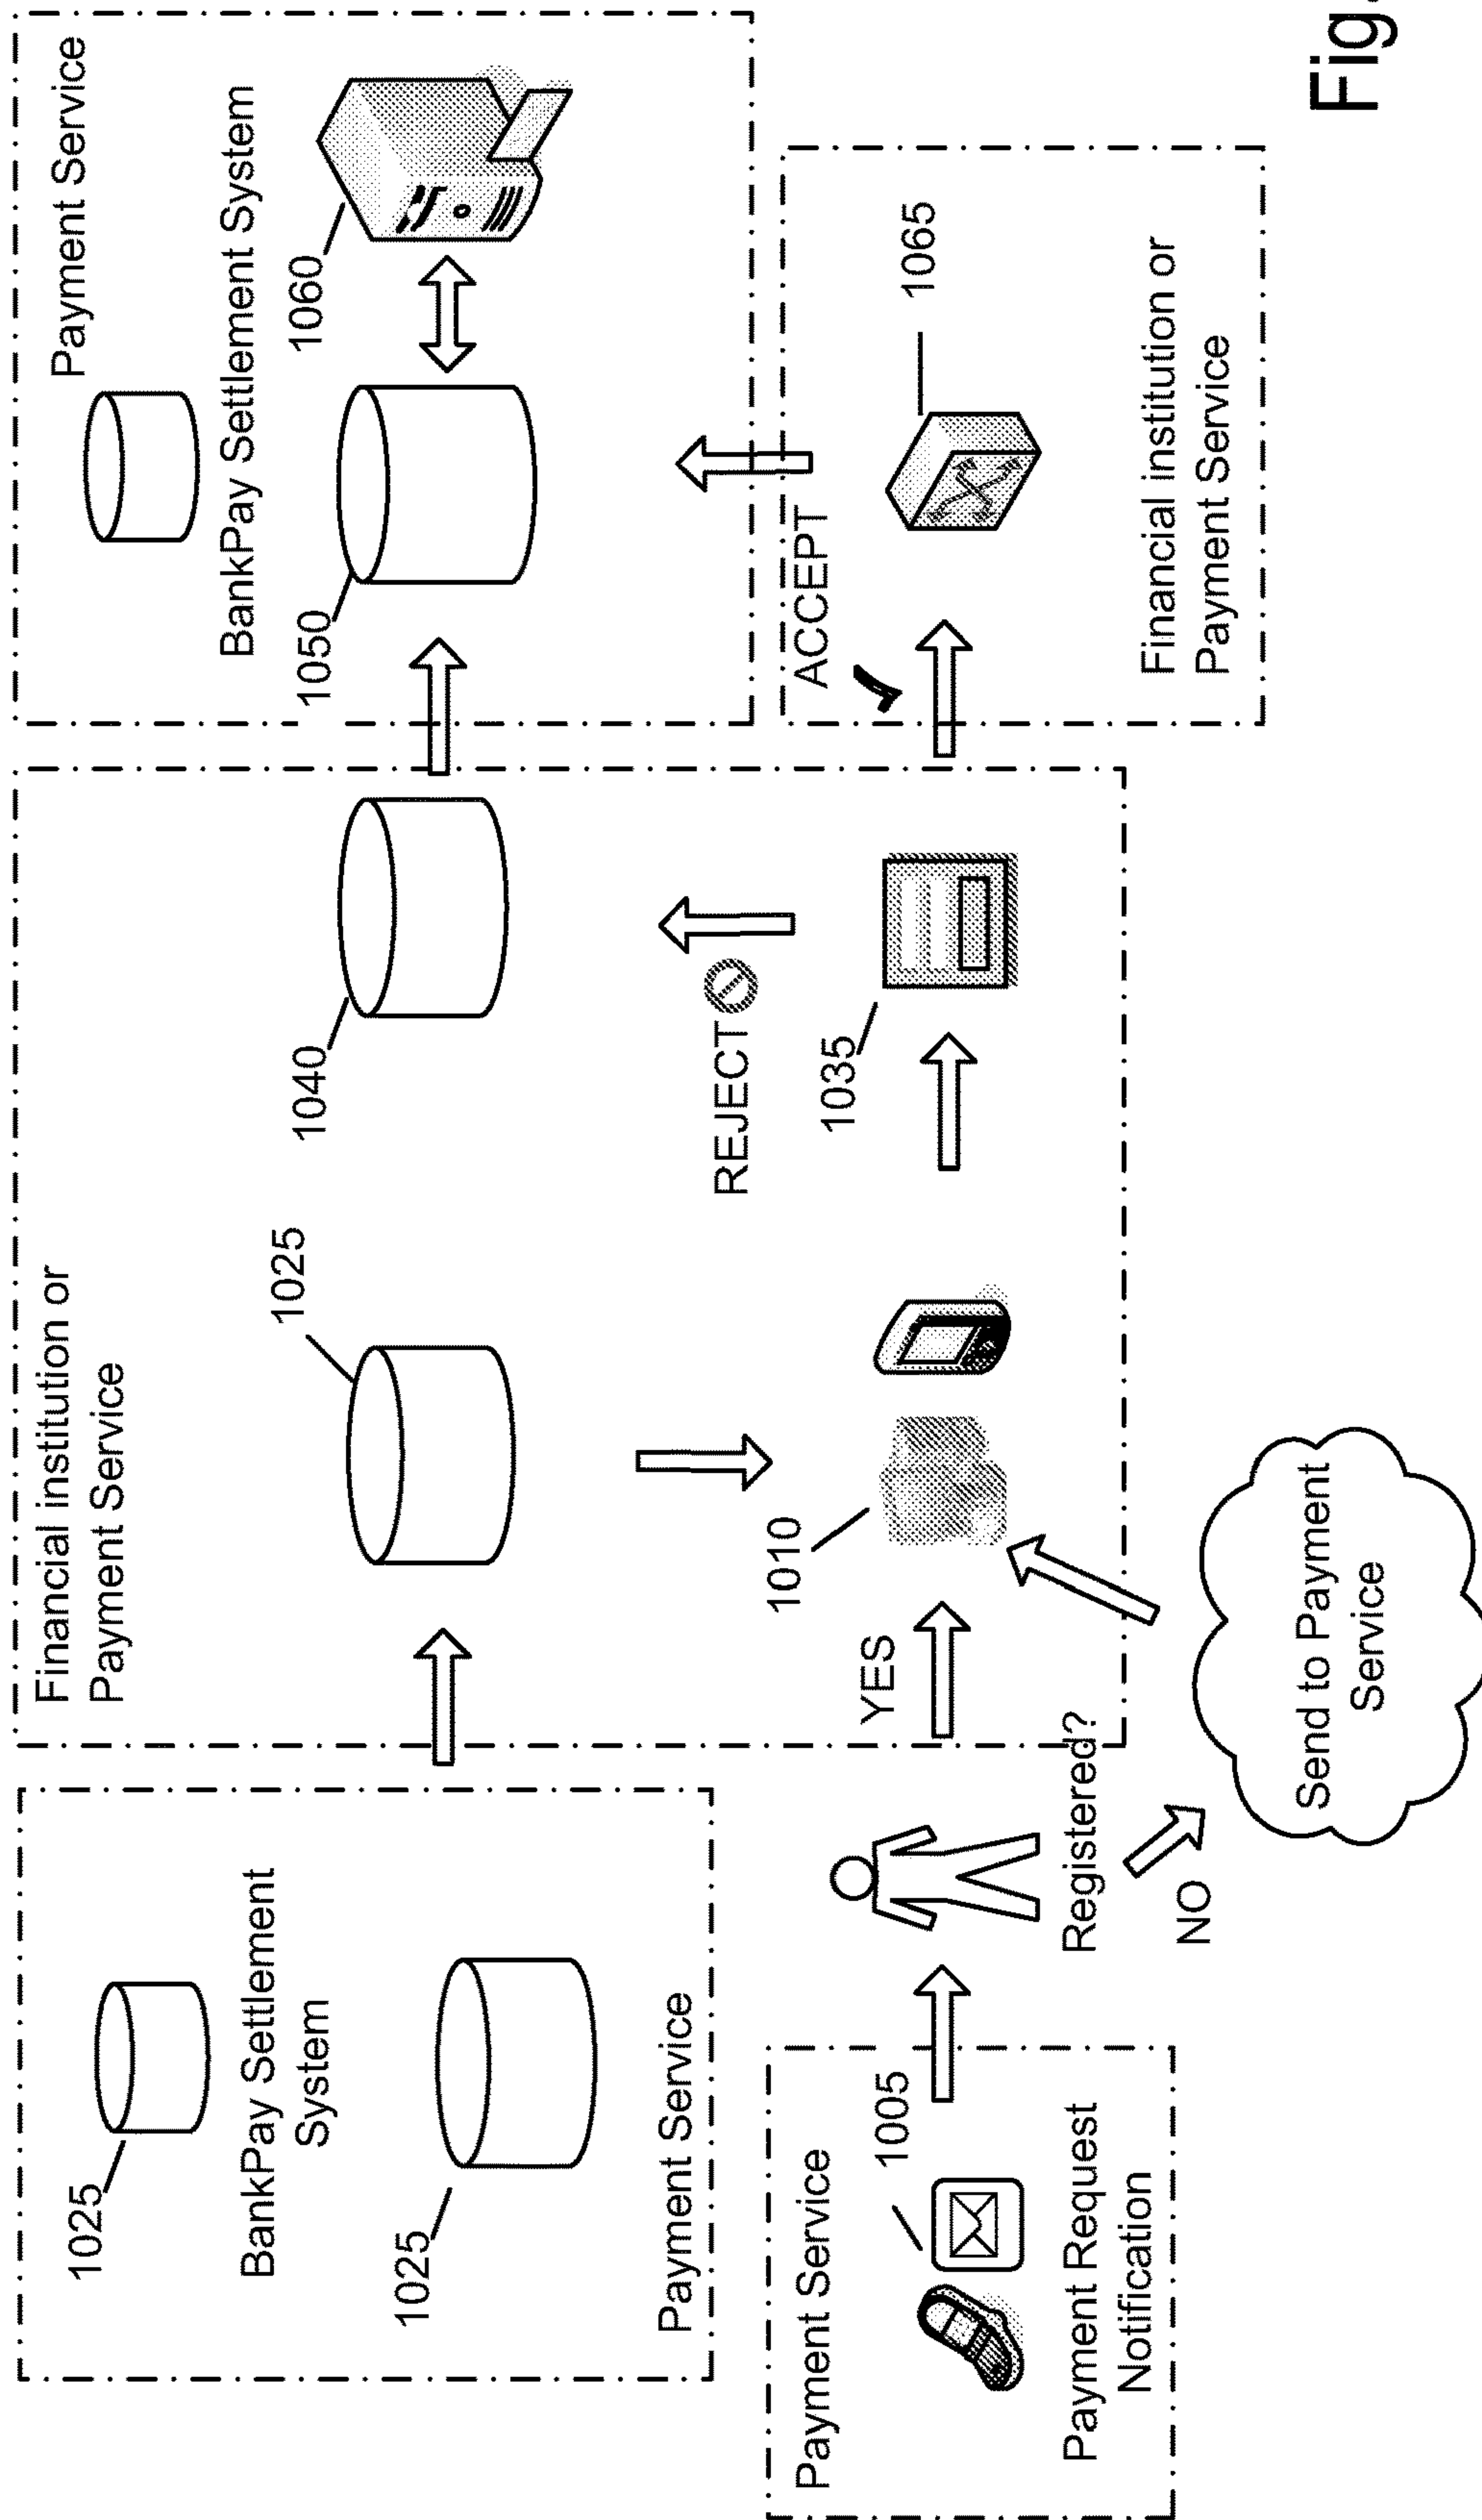 1025
BankPay Settlement
System
1025
Payment Service
Payment Service
1005
Payment Request
Notification
Registered?
NO
YES
Send to Payment
Service
Financial institution or
Payment Service
1025
1010
1040
REJECT
1035
Payment Service
BankPay Settlement System
1050
1060
ACCEPT
1065
Financial institution or
Payment Service
Fig.